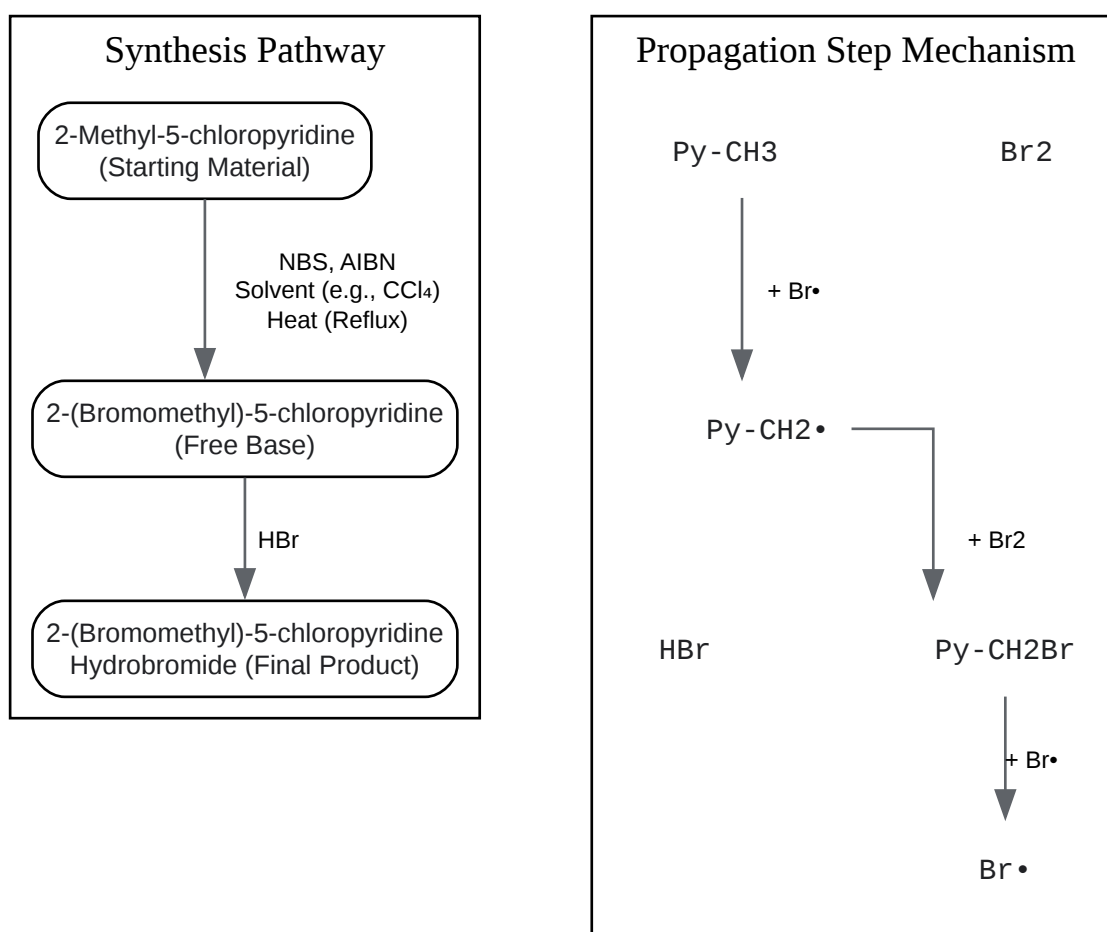 Synthesis Pathway
2-Methyl-5-chloropyridine
(Starting Material)
NBS, AIBN
Solvent (e.g., CCl₄)
Heat (Reflux)
2-(Bromomethyl)-5-chloropyridine
(Free Base)
HBr
2-(Bromomethyl)-5-chloropyridine
Hydrobromide (Final Product)
Propagation Step Mechanism
Py-CH3
Br2
+ Br•
Py-CH2•
+ Br2
HBr
Py-CH2Br
+ Br•
Br•